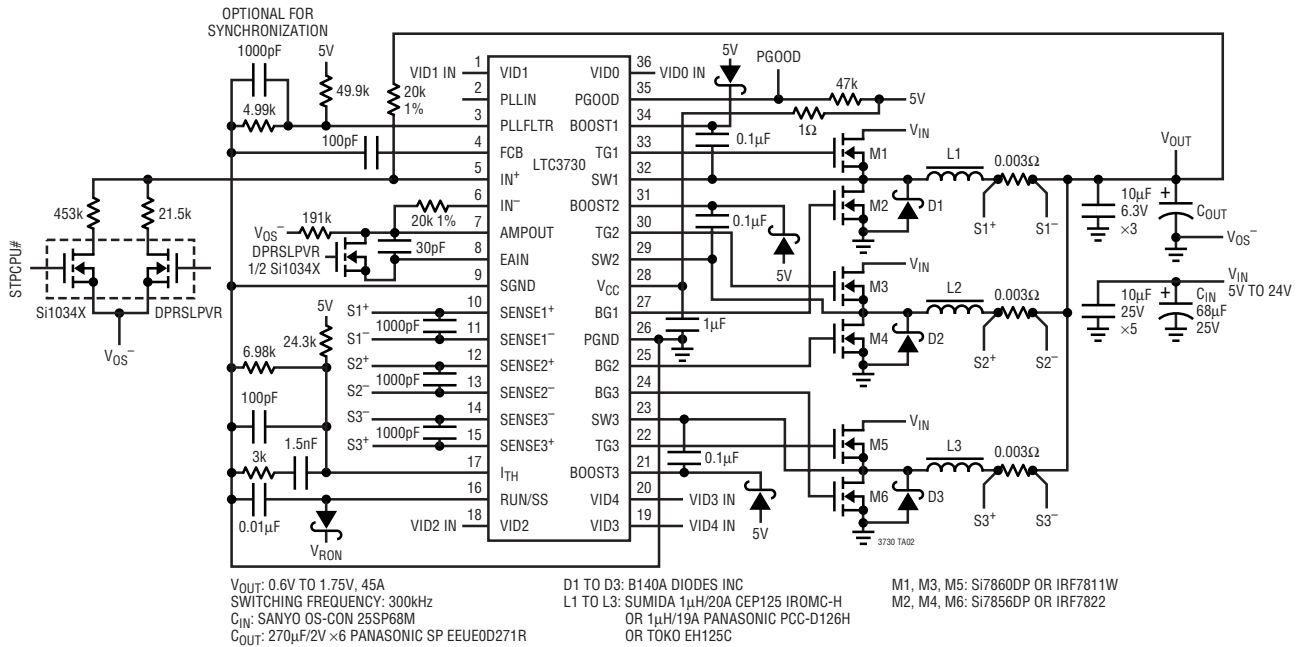 OPTIONAL FOR
SYNCHRONIZATION
1000pF
5V
4.99k
49.9k
100pF
20k
1%
453k
21.5k
STPCPU#
Si1034X
DPRSLPVR
VOS–
191k
VOS–
20k 1%
DPRSLPVR
1/2 Si1034X
30pF
5V
24.3k
6.98k
100pF
1.5nF
3k
0.01µF
VRON
S1+
1000pF
S1–
S2+
1000pF
S2–
S3–
1000pF
S3+
VID1 IN
VID2 IN
LTC3730
1 VID1
2 PLLIN
3 PLLFLTR
4 FCB
5 IN+
6 IN–
7 AMPOUT
8 EAIN
9 SGND
10 SENSE1+
11 SENSE1–
12 SENSE2+
13 SENSE2–
14 SENSE3–
15 SENSE3+
17 ITH
16 RUN/SS
18 VID2
VID0 36 VID0 IN
PGOOD 35
BOOST1 34
TG1 33
SW1 32
BOOST2 31
TG2 30
SW2 29
VCC 28
BG1 27
PGND 26
BG2 25
BG3 24
SW3 23
TG3 22
BOOST3 21
VID4 20 VID3 IN
VID3 19 VID4 IN
5V
PGOOD
47k
5V
1Ω
0.1µF
0.1µF
5V
1µF
0.1µF
5V
VIN
M1
M2
D1
L1
0.003Ω
S1+
S1–
VIN
M3
M4
D2
L2
0.003Ω
S2+
S2–
VIN
M5
M6
D3
L3
0.003Ω
S3+
S3–
VOUT
10µF
6.3V
×3
+
COUT
VOS–
VIN
5V TO 24V
10µF
25V
×5
+
CIN
68µF
25V
3730 TA02
VOUT: 0.6V TO 1.75V, 45A
SWITCHING FREQUENCY: 300kHz
CIN: SANYO OS-CON 25SP68M
COUT: 270µF/2V ×6 PANASONIC SP EEUE0D271R
D1 TO D3: B140A DIODES INC
L1 TO L3: SUMIDA 1µH/20A CEP125 IROMC-H
OR 1µH/19A PANASONIC PCC-D126H
OR TOKO EH125C
M1, M3, M5: Si7860DP OR IRF7811W
M2, M4, M6: Si7856DP OR IRF7822